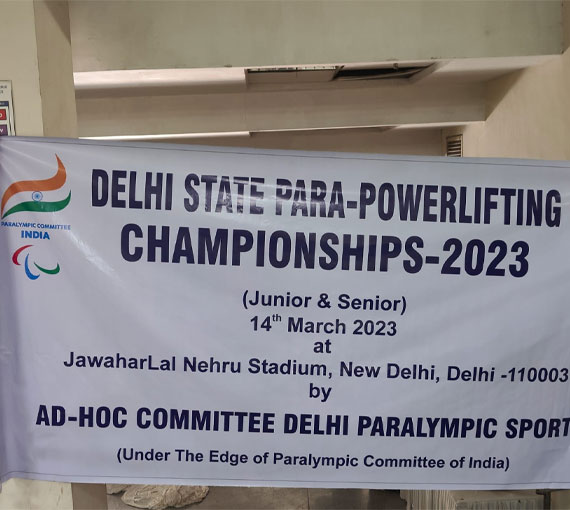 PARALYMPIC COMMITTEE
INDIA
DELHI STATE PARA-POWERLIFTING
CHAMPIONSHIPS-2023
(Junior & Senior)
14th March 2023
at
JawaharLal Nehru Stadium, New Delhi, Delhi -110003
by
AD-HOC COMMITTEE DELHI PARALYMPIC SPORT
(Under The Edge of Paralympic Committee of India)